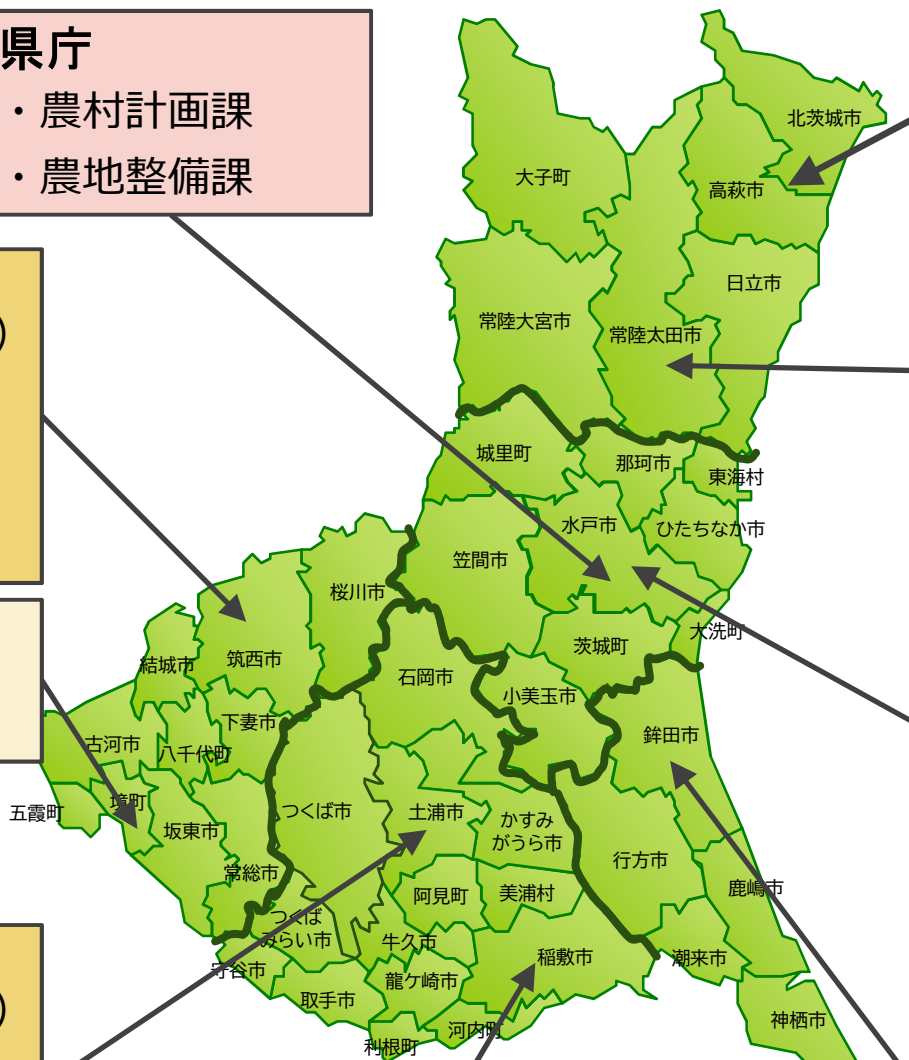 県庁
・農村計画課
・農地整備課
北茨城市
大子町
高萩市
日立市
常陸大宮市
常陸太田市
)
城里町
那珂市
東海村
水戸市
ひたちなか市
笠間市
桜川市
大洗町
茨城町
筑西市
結城市
石岡市
小美玉市
下妻市
鉾田市
古河市
八千代町
境町
五霞町
つくば市
土浦市
かすみ
がうら市
坂東市
行方市
常総市
鹿嶋市
阿見町
美浦村
つくば
みらい市
牛久市
稲敷市
潮来市
守谷市
龍ケ崎市
取手市
神栖市
河内町
利根町
)